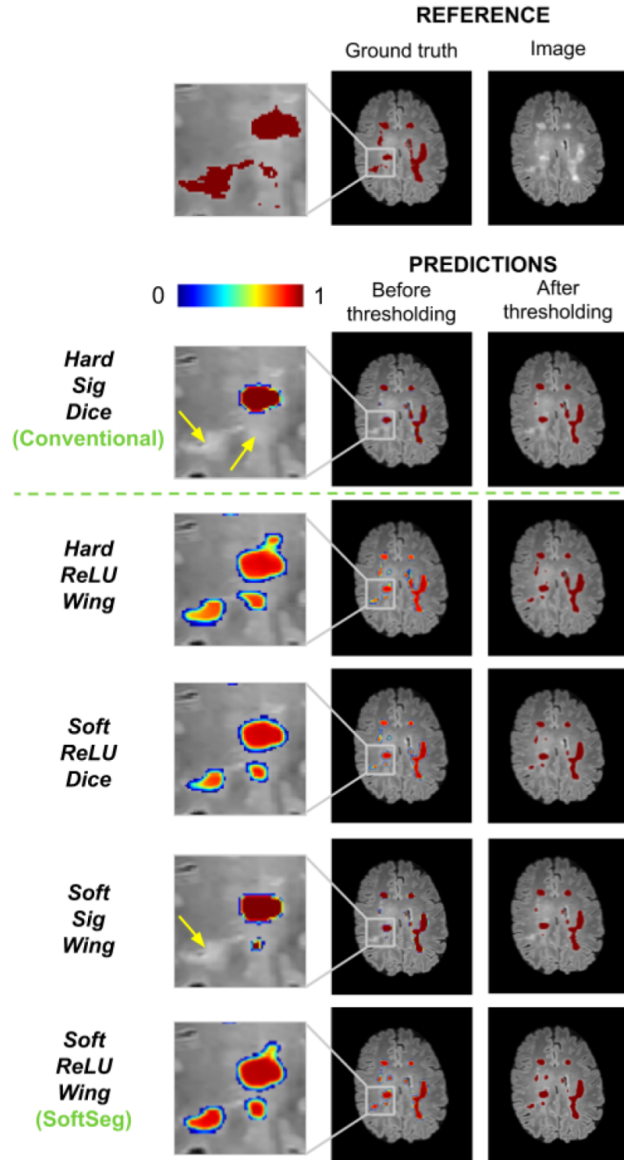 REFERENCE
Ground truth
Image
PREDICTIONS
0
1
Before
thresholding
After
thresholding
Hard
Sig
Dice
(Conventional)
Hard
ReLU
Wing
Soft
ReLU
Dice
Soft
Sig
Wing
Soft
ReLU
Wing
(SoftSeg)